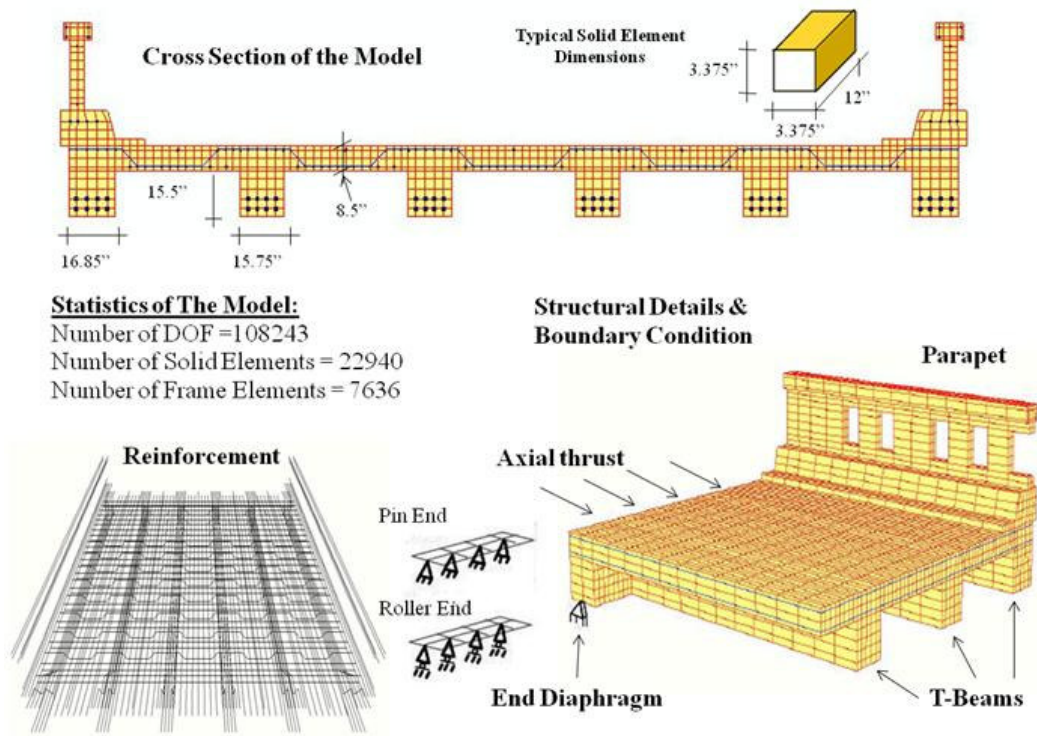 Cross Section of the Model
Typical Solid Element
Dimensions
3.375”
12”
3.375”
15.5”
8.5”
16.85”
15.75”
Statistics of The Model:
Number of DOF =108243
Number of Solid Elements = 22940
Number of Frame Elements = 7636
Structural Details &
Boundary Condition
Parapet
Reinforcement
Axial thrust
Pin End
Roller End
End Diaphragm
T-Beams